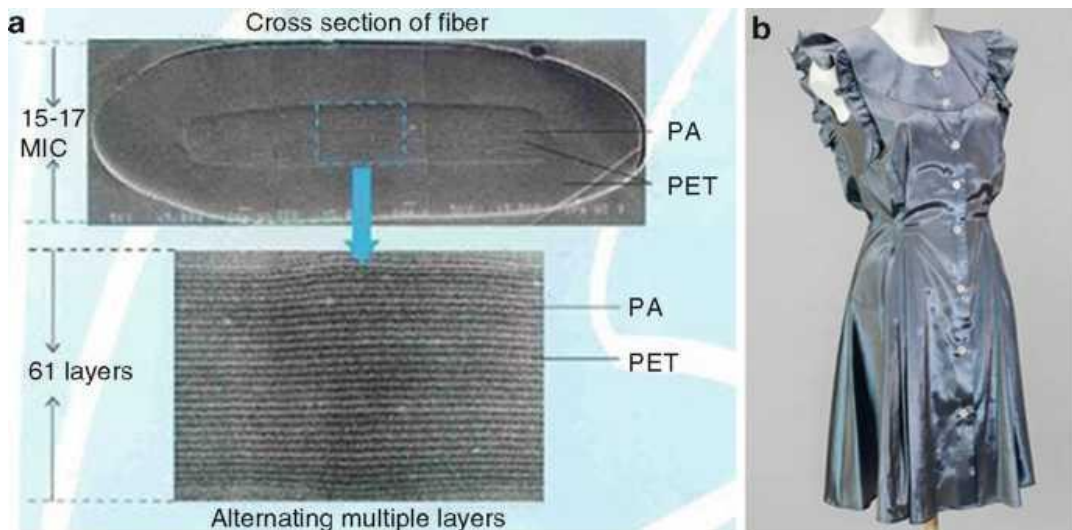 a
Cross section of fiber
15-17
MIC
PA
PET
PA
PET
61 layers
Alternating multiple layers
b